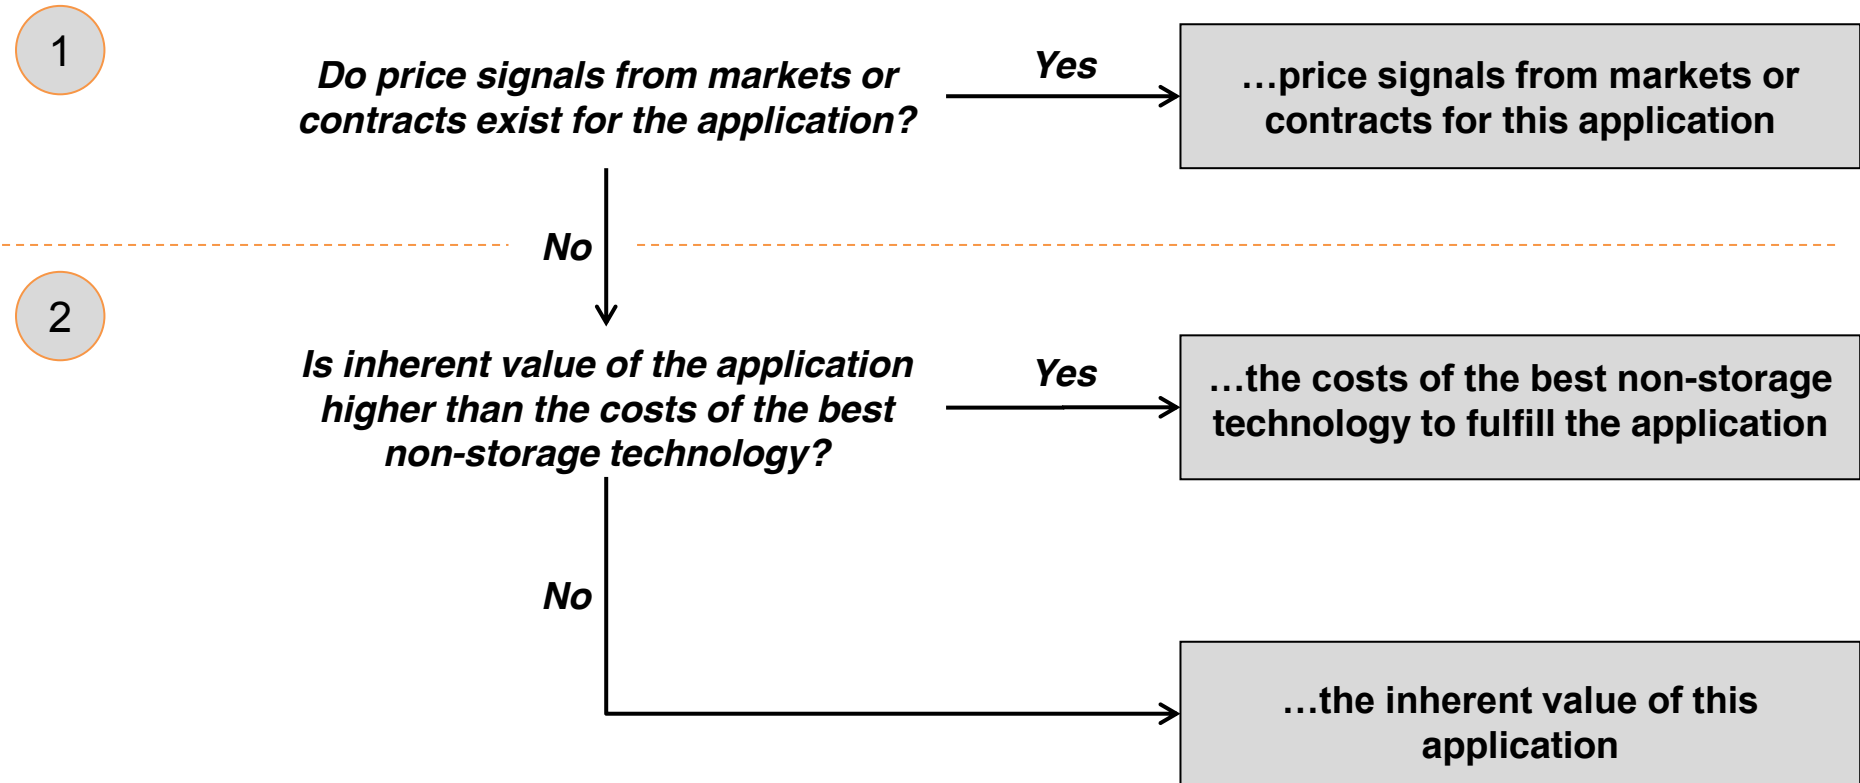 1
Do price signals from markets or
contracts exist for the application?
Yes
…price signals from markets or
contracts for this application
No
2
Is inherent value of the application
higher than the costs of the best
non-storage technology?
Yes
…the costs of the best non-storage
technology to fulfill the application
No
…the inherent value of this
application